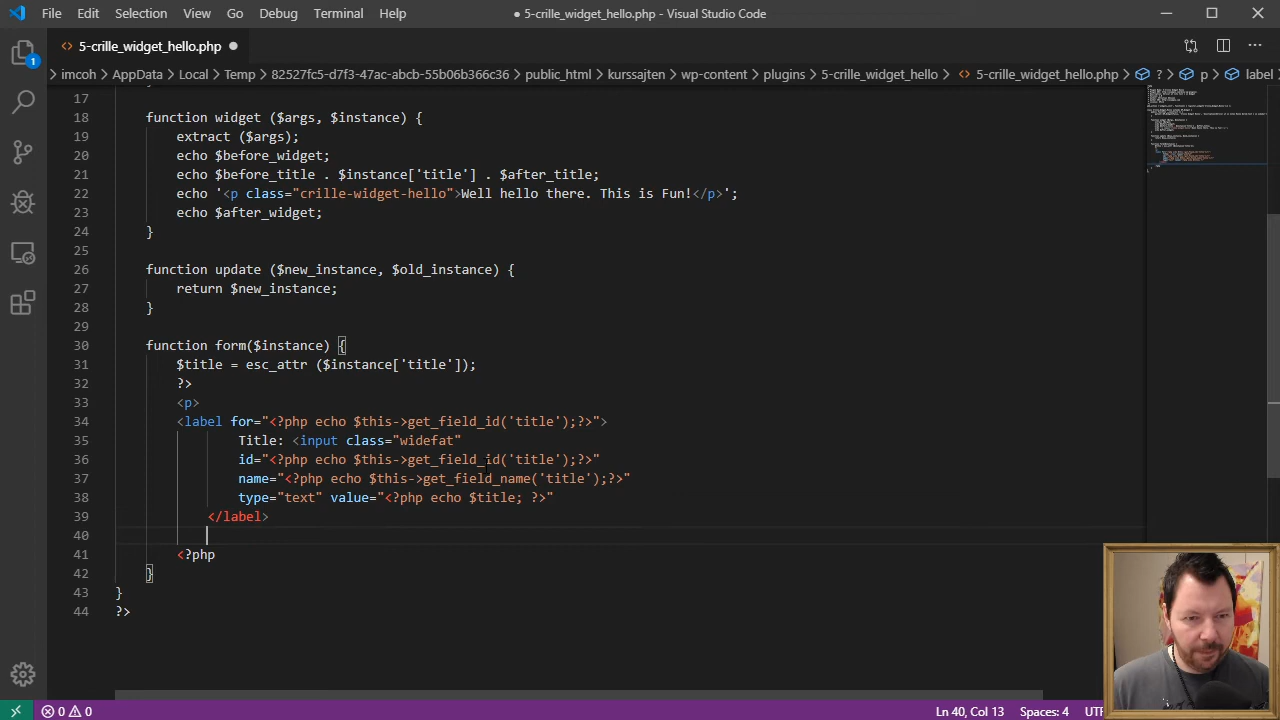 File Edit Selection View Go Debug Terminal Help
● 5-crille_widget_hello.php - Visual Studio Code
5-crille_widget_hello.php ●
> imcoh > AppData > Local > Temp > 82527fc5-d7f3-47ac-abcb-55b06b366c36 > public_html > kurssajten > wp-content > plugins > 5-crille_widget_hello > 5-crille_widget_hello.php > ? > p > label >
1
17
18 function widget ($args, $instance) {
19 extract ($args);
20 echo $before_widget;
21 echo $before_title . $instance['title'] . $after_title;
22 echo '<p class="crille-widget-hello">Well hello there. This is Fun!</p>';
23 echo $after_widget;
24 }
25
26 function update ($new_instance, $old_instance) {
27 return $new_instance;
28 }
29
30 function form($instance) {
31 $title = esc_attr ($instance['title']);
32 ?>
33 <p>
34 <label for="<?php echo $this->get_field_id('title');?>">
35 Title: <input class="widefat"
36 id="<?php echo $this->get_field_id('title');?>"
37 name="<?php echo $this->get_field_name('title');?>"
38 type="text" value="<?php echo $title; ?>"
39 </label>
40
41 <?php
42 }
43 }
44 ?>
0 0 Ln 40, Col 13 Spaces: 4